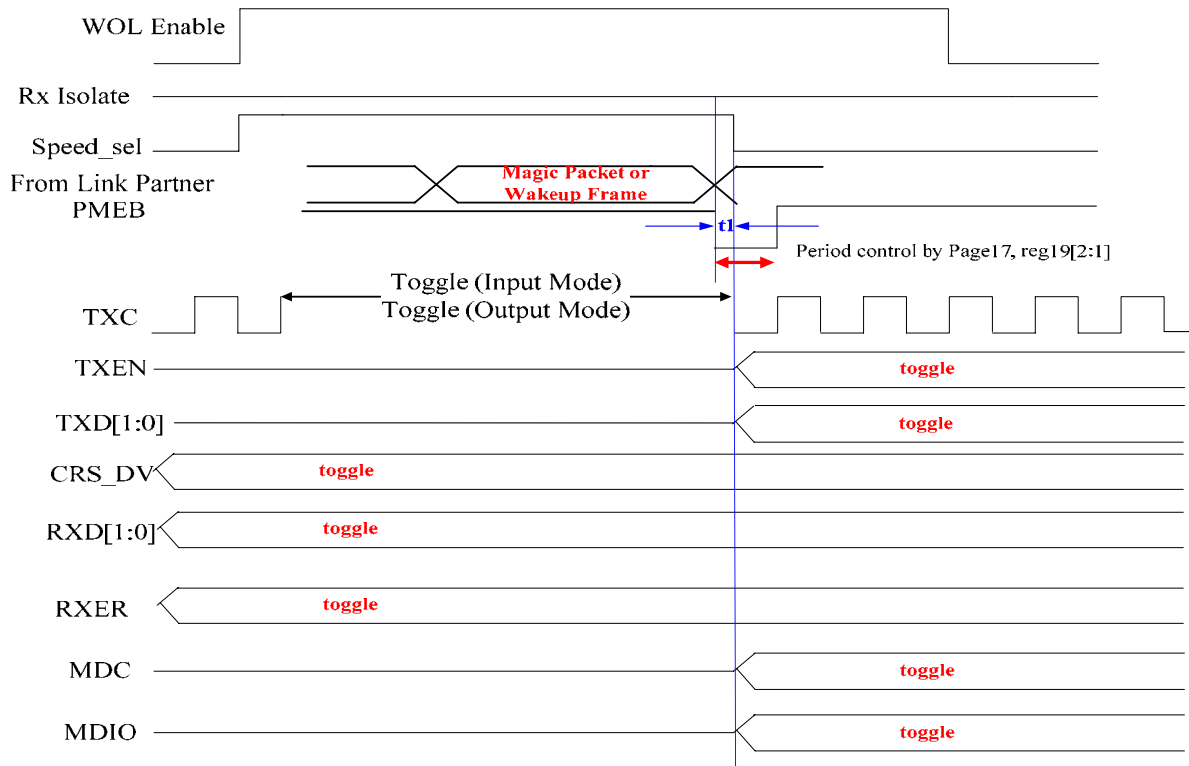 WOL Enable
Rx Isolate
Speed_sel
From Link Partner
Magic Packet or
Wakeup Frame
PMEB
t1
Period control by Page17, reg19[2:1]
Toggle (Input Mode)
Toggle (Output Mode)
TXC
TXEN
toggle
TXD[1:0]
toggle
CRS_DV
toggle
RXD[1:0]
toggle
RXER
toggle
MDC
toggle
MDIO
toggle